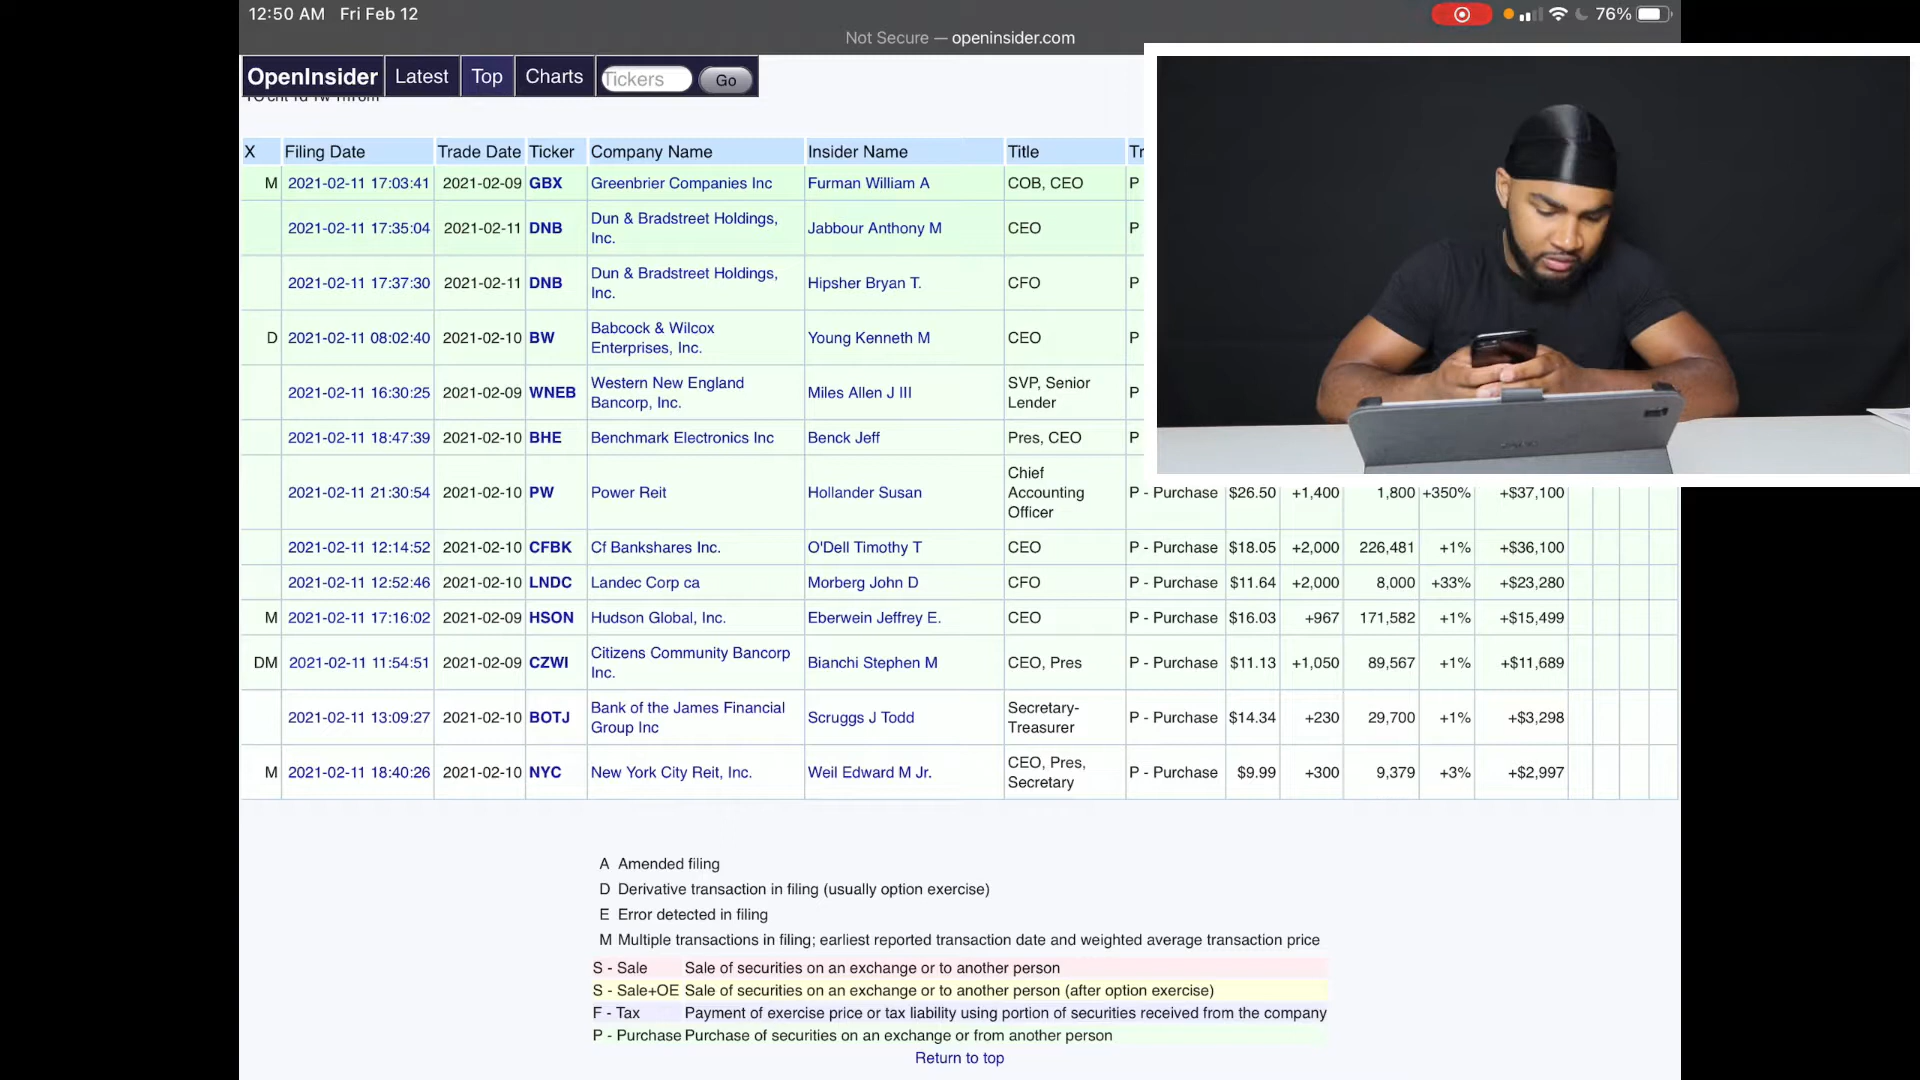 12:50 AM Fri Feb 12
76%
Not Secure — openinsider.com
OpenInsider Latest Top Charts Tickers Go
X Filing Date Trade Date Ticker Company Name Insider Name Title
M 2021-02-11 17:03:41 2021-02-09 GBX Greenbrier Companies Inc Furman William A COB, CEO P
2021-02-11 17:35:04 2021-02-11 DNB Dun & Bradstreet Holdings, Inc. Jabbour Anthony M CEO P
2021-02-11 17:37:30 2021-02-11 DNB Dun & Bradstreet Holdings, Inc. Hipsher Bryan T. CFO P
D 2021-02-11 08:02:40 2021-02-10 BW Babcock & Wilcox Enterprises, Inc. Young Kenneth M CEO P
2021-02-11 16:30:25 2021-02-09 WNEB Western New England Bancorp, Inc. Miles Allen J III SVP, Senior Lender P
2021-02-11 18:47:39 2021-02-10 BHE Benchmark Electronics Inc Benck Jeff Pres, CEO P
2021-02-11 21:30:54 2021-02-10 PW Power Reit Hollander Susan Chief Accounting Officer P - Purchase $26.50 +1,400 1,800 +350% +$37,100
2021-02-11 12:14:52 2021-02-10 CFBK Cf Bankshares Inc. O'Dell Timothy T CEO P - Purchase $18.05 +2,000 226,481 +1% +$36,100
2021-02-11 12:52:46 2021-02-10 LNDC Landec Corp ca Morberg John D CFO P - Purchase $11.64 +2,000 8,000 +33% +$23,280
M 2021-02-11 17:16:02 2021-02-09 HSON Hudson Global, Inc. Eberwein Jeffrey E. CEO P - Purchase $16.03 +967 171,582 +1% +$15,499
DM 2021-02-11 11:54:51 2021-02-09 CZWI Citizens Community Bancorp Inc. Bianchi Stephen M CEO, Pres P - Purchase $11.13 +1,050 89,567 +1% +$11,689
2021-02-11 13:09:27 2021-02-10 BOTJ Bank of the James Financial Group Inc Scruggs J Todd Secretary-Treasurer P - Purchase $14.34 +230 29,700 +1% +$3,298
M 2021-02-11 18:40:26 2021-02-10 NYC New York City Reit, Inc. Weil Edward M Jr. CEO, Pres, Secretary P - Purchase $9.99 +300 9,379 +3% +$2,997
A Amended filing
D Derivative transaction in filing (usually option exercise)
E Error detected in filing
M Multiple transactions in filing; earliest reported transaction date and weighted average transaction price
S - Sale Sale of securities on an exchange or to another person
S - Sale+OE Sale of securities on an exchange or to another person (after option exercise)
F - Tax Payment of exercise price or tax liability using portion of securities received from the company
P - Purchase Purchase of securities on an exchange or from another person
Return to top